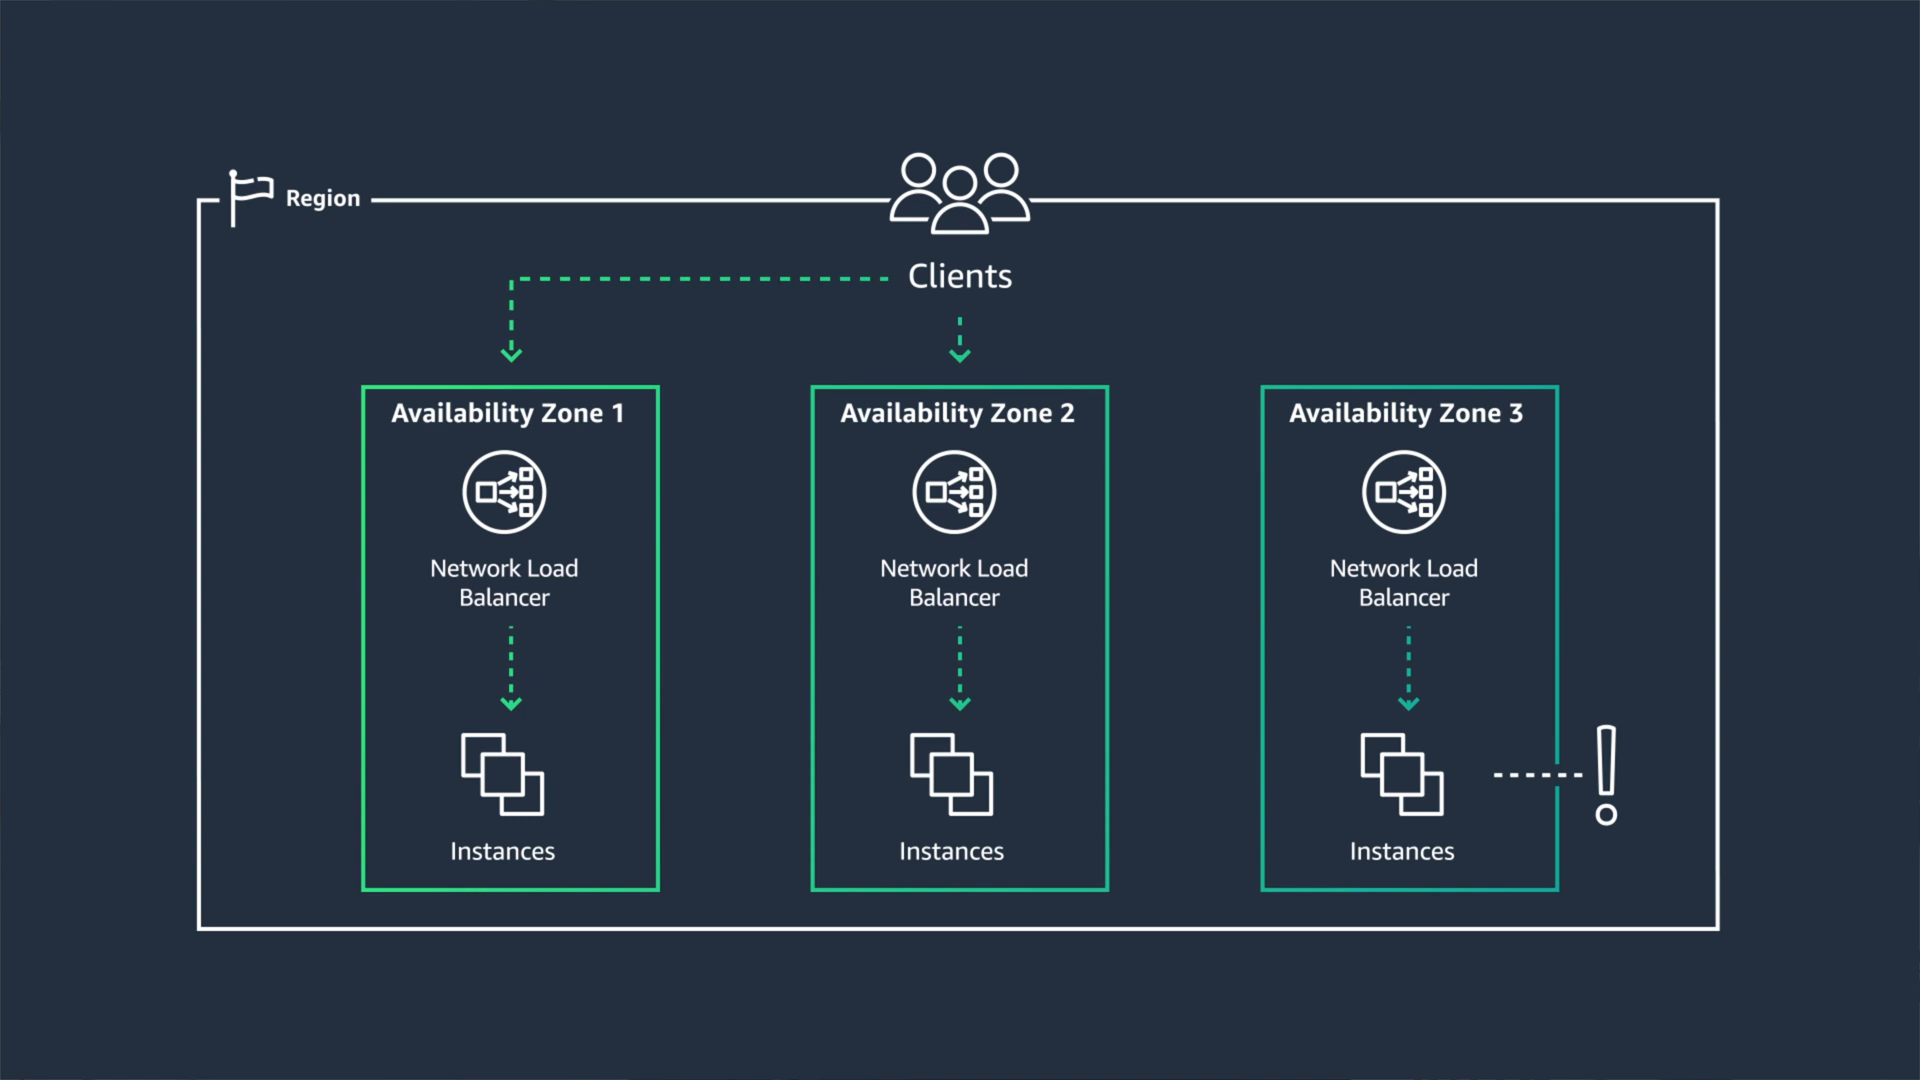 Region
Clients
Availability Zone 1
Network Load
Balancer
Instances
Availability Zone 2
Network Load
Balancer
Instances
Availability Zone 3
Network Load
Balancer
Instances
!